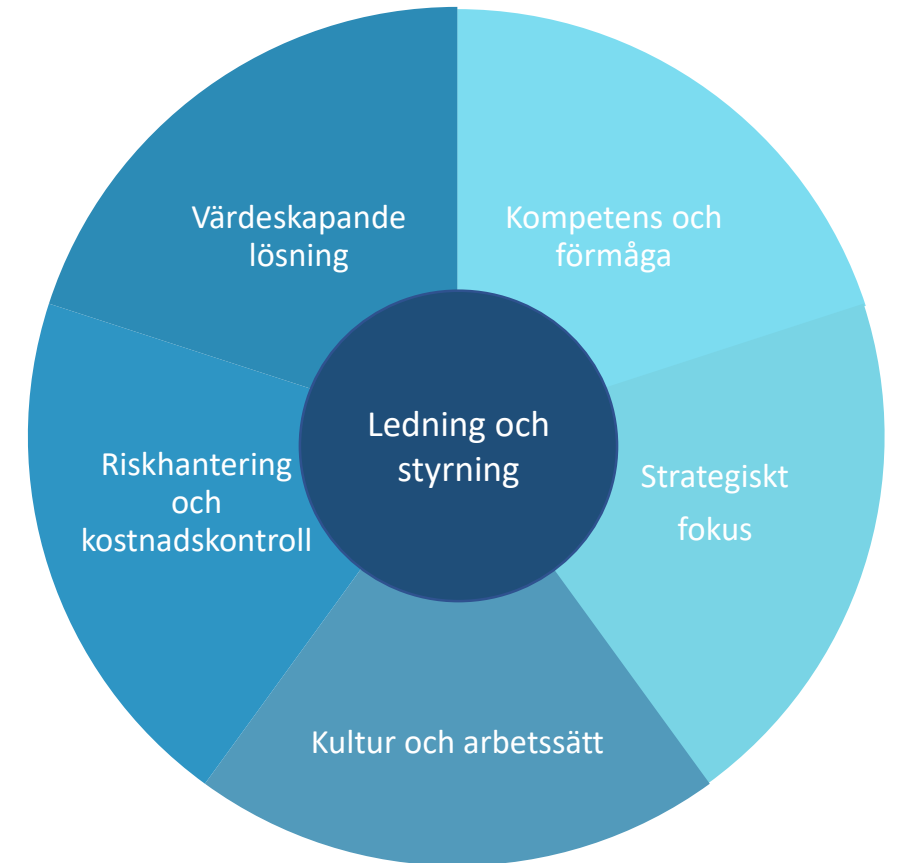 Värdeskapande
lösning
Kompetens och
förmåga
Ledning och
styrning
Riskhantering
och
kostnadskontroll
Strategiskt
fokus
Kultur och arbetssätt